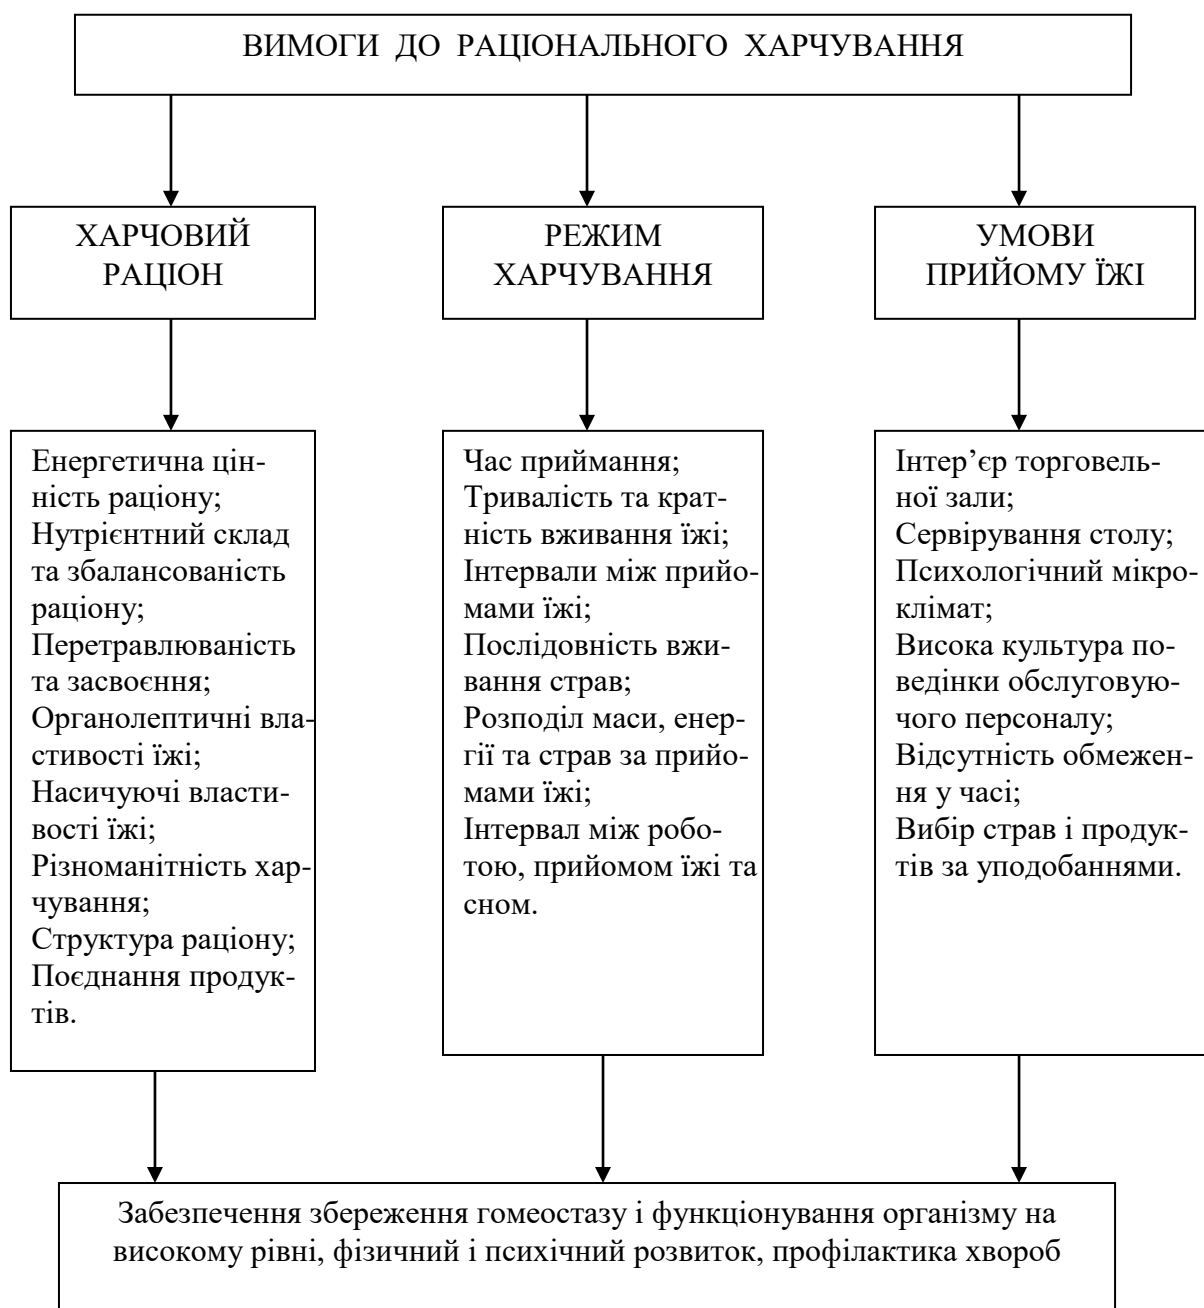 ВИМОГИ ДО РАЦІОНАЛЬНОГО ХАРЧУВАННЯ
ХАРЧОВИЙ
РАЦІОН
РЕЖИМ
ХАРЧУВАННЯ
УМОВИ
ПРИЙОМУ ЇЖІ
Енергетична цін-
ність раціону;
Нутрієнтний склад
та збалансованість
раціону;
Перетравлюваність
та засвоєння;
Органолептичні вла-
стивості їжі;
Насичуючі власти-
вості їжі;
Різноманітність хар-
чування;
Структура раціону;
Поєднання продук-
тів.
Час приймання;
Тривалість та крат-
ність вживання їжі;
Інтервали між прийо-
мами їжі;
Послідовність вжи-
вання страв;
Розподіл маси, енер-
гії та страв за прийо-
мами їжі;
Інтервал між робо-
тою, прийомом їжі та
сном.
Інтер’єр торговель-
ної зали;
Сервірування столу;
Психологічний мікро-
клімат;
Висока культура по-
ведінки обслуговую-
чого персоналу;
Відсутність обмежен-
ня у часі;
Вибір страв і продук-
тів за уподобаннями.
Забезпечення збереження гомеостазу і функціонування організму на
високому рівні, фізичний і психічний розвиток, профілактика хвороб